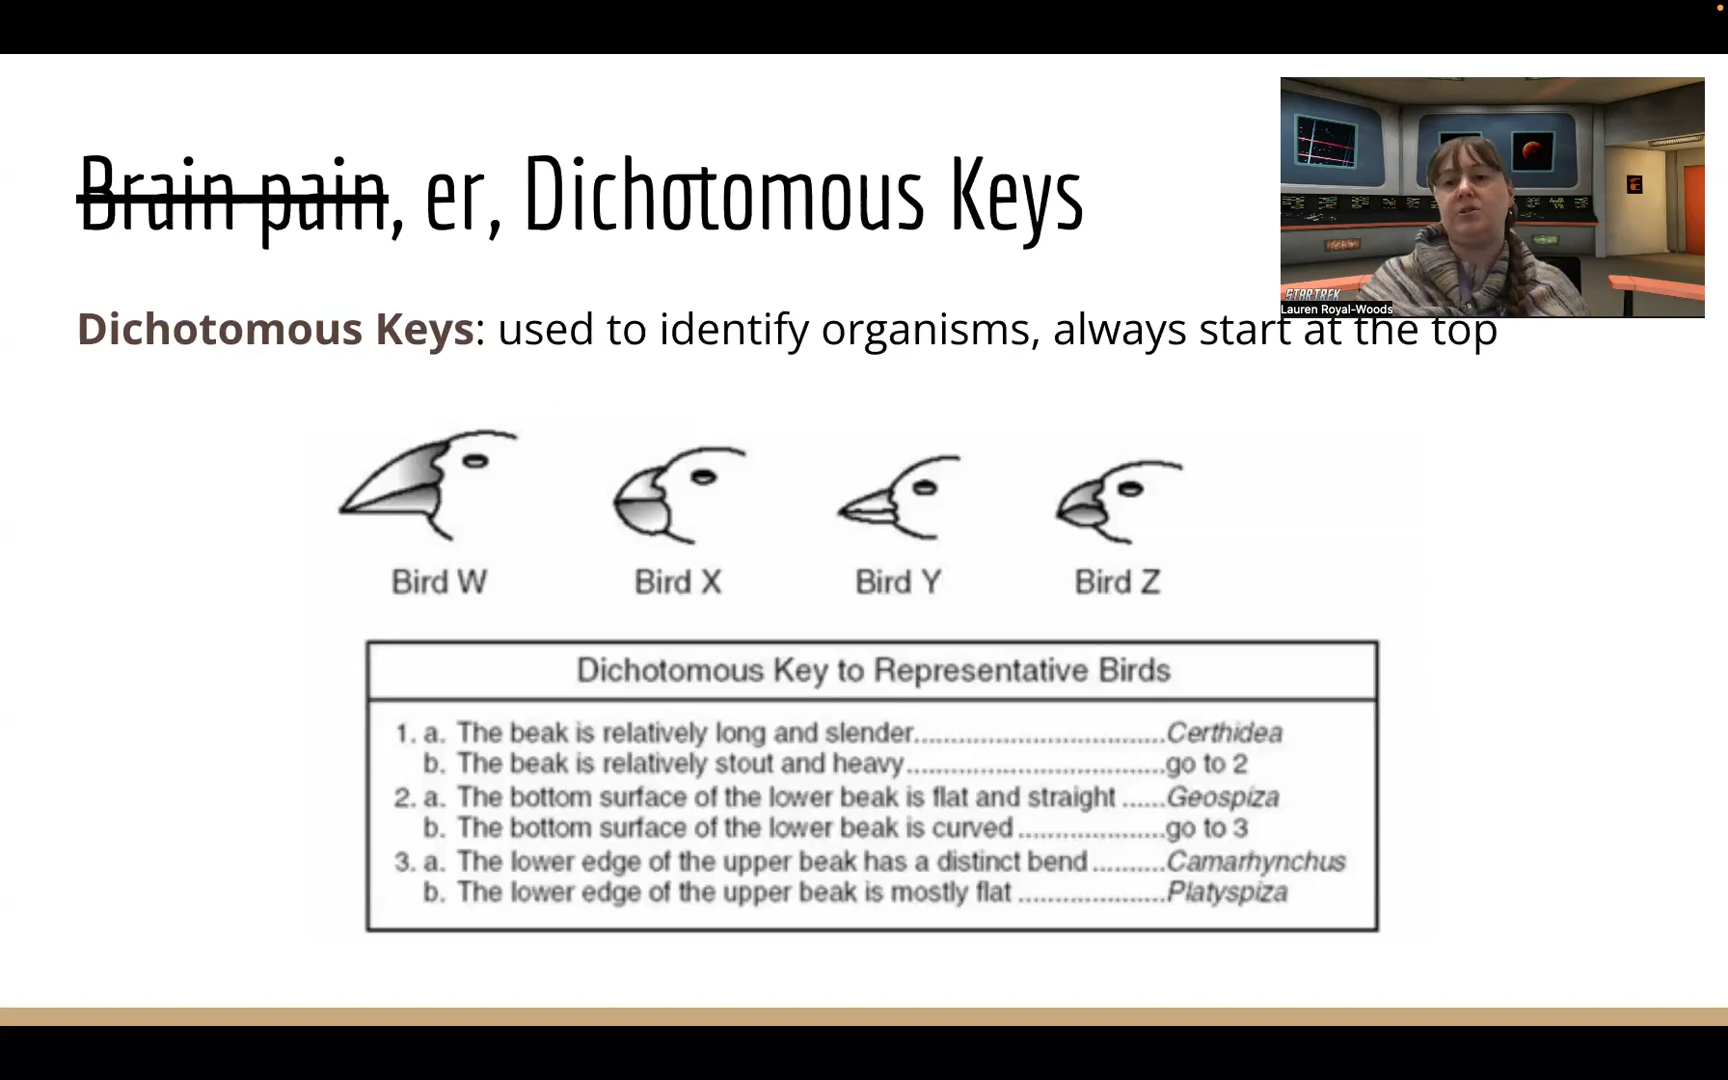 Brain pain, er, Dichotomous Keys
STAR TREK
Lauren Royal-Woods
Dichotomous Keys: used to identify organisms, always start at the top
Bird W Bird X Bird Y Bird Z
Dichotomous Key to Representative Birds
1. a. The beak is relatively long and slender....................................Certhidea
b. The beak is relatively stout and heavy.....................................go to 2
2. a. The bottom surface of the lower beak is flat and straight ......Geospiza
b. The bottom surface of the lower beak is curved .....................go to 3
3. a. The lower edge of the upper beak has a distinct bend ..........Camarhynchus
b. The lower edge of the upper beak is mostly flat .....................Platyspiza